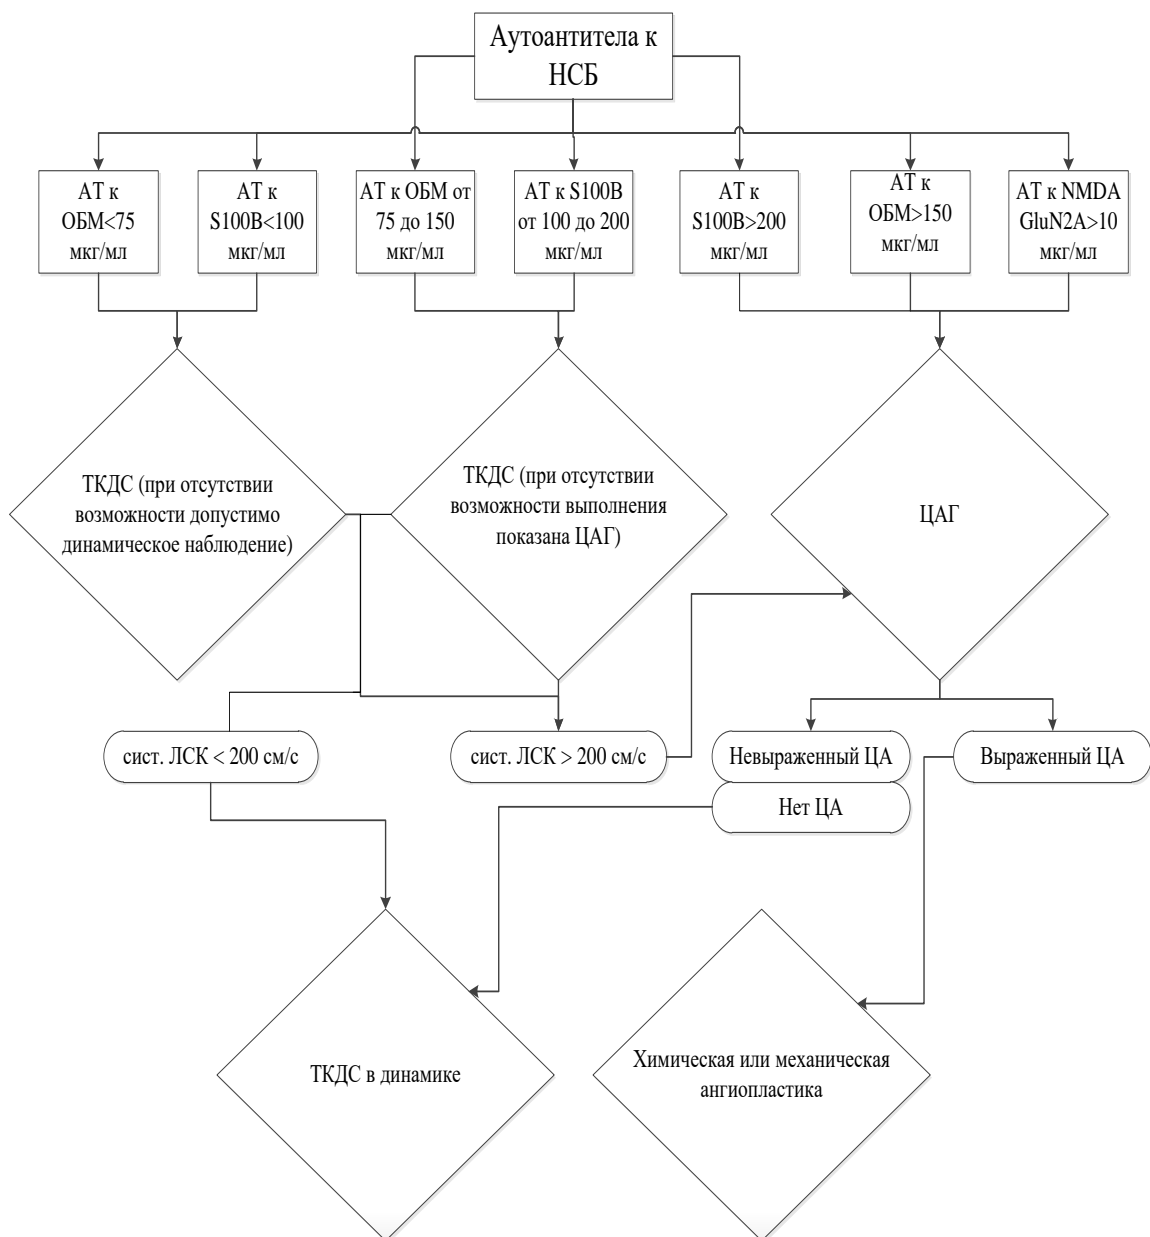 Аутоантитела к
НСБ
АТ к
ОБМ<75
мкг/мл
АТ к
S100B<100
мкг/мл
АТ к ОБМ от
75 до 150
мкг/мл
АТ к S100B
от 100 до 200
мкг/мл
АТ к
S100B>200
мкг/мл
АТ к
ОБМ>150
мкг/мл
АТ к NMDA
GluN2A>10
мкг/мл
ТКДС (при отсутствии
возможности допустимо
динамическое наблюдение)
ТКДС (при отсутствии
возможности выполнения
показана ЦАГ)
ЦАГ
сист. ЛСК < 200 см/с
сист. ЛСК > 200 см/с
Невыраженный ЦА
Нет ЦА
Выраженный ЦА
ТКДС в динамике
Химическая или механическая
ангиопластика